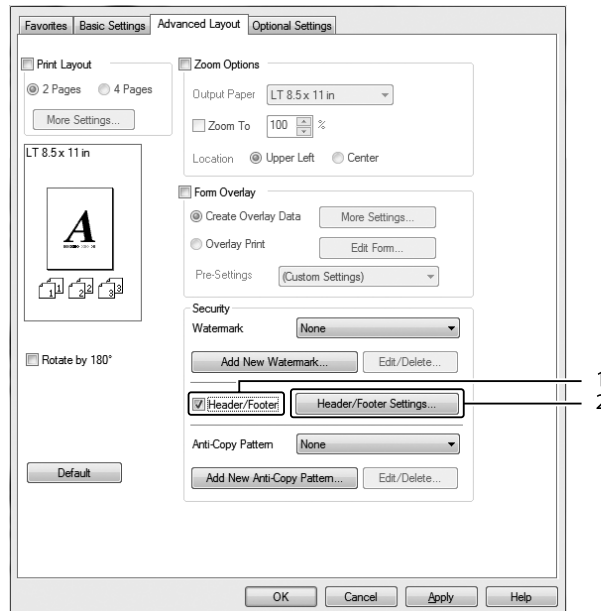 Favorites Basic Settings Advanced Layout Optional Settings
Print Layout
2 Pages 4 Pages
More Settings...
LT 8.5 x 11 in
A
1 1 2 2 3 3
Rotate by 180°
Default
Zoom Options
Output Paper LT 8.5 x 11 in
Zoom To 100 %
Location Upper Left Center
Form Overlay
Create Overlay Data More Settings...
Overlay Print Edit Form...
Pre-Settings (Custom Settings)
Security
Watermark None
Add New Watermark... Edit/Delete...
1
Header/Footer Header/Footer Settings...
2
Anti-Copy Pattern None
Add New Anti-Copy Pattern... Edit/Delete...
OK Cancel Apply Help